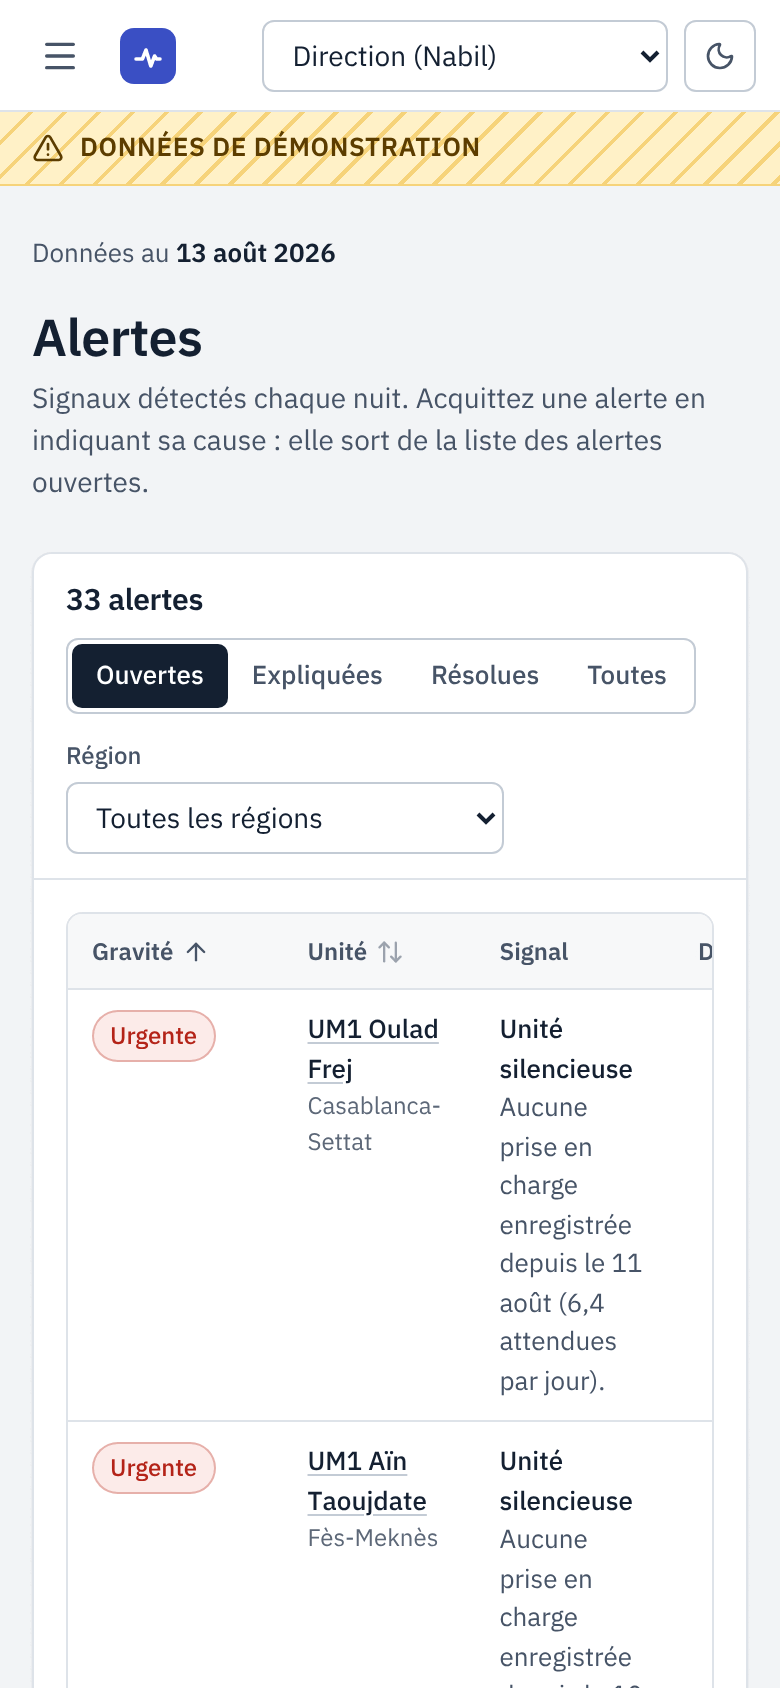 Direction (Nabil)
DONNÉES DE DÉMONSTRATION
Données au 13 août 2026
Alertes
Signaux détectés chaque nuit. Acquittez une alerte en
indiquant sa cause : elle sort de la liste des alertes
ouvertes.
33 alertes
Ouvertes Expliquées Résolues Toutes
Région
Toutes les régions
Gravité Unité Signal D
Urgente
UM1 Oulad
Frej
Casablanca-
Settat
Unité
silencieuse
Aucune
prise en
charge
enregistrée
depuis le 11
août (6,4
attendues
par jour).
Urgente
UM1 Aïn
Taoujdate
Fès-Meknès
Unité
silencieuse
Aucune
prise en
charge
enregistrée